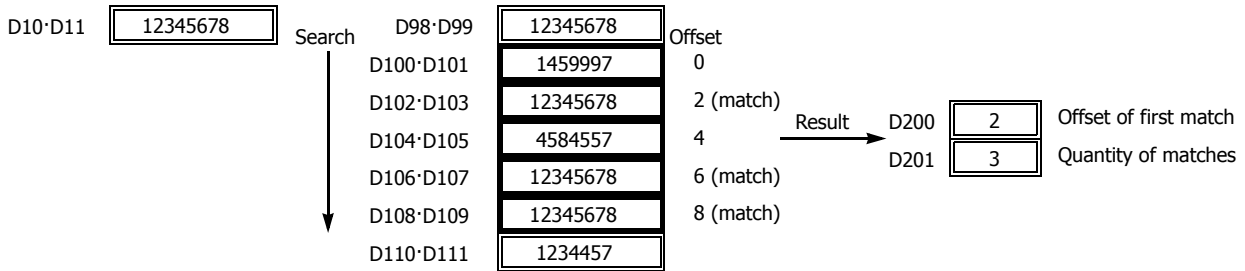 D10·D11 12345678 Search D98·D99 12345678 Offset
D100·D101 1459997 0
D102·D103 12345678 2 (match)
D104·D105 4584557 4 Result D200 2 Offset of first match
D106·D107 12345678 6 (match) D201 3 Quantity of matches
D108·D109 12345678 8 (match)
D110·D111 1234457